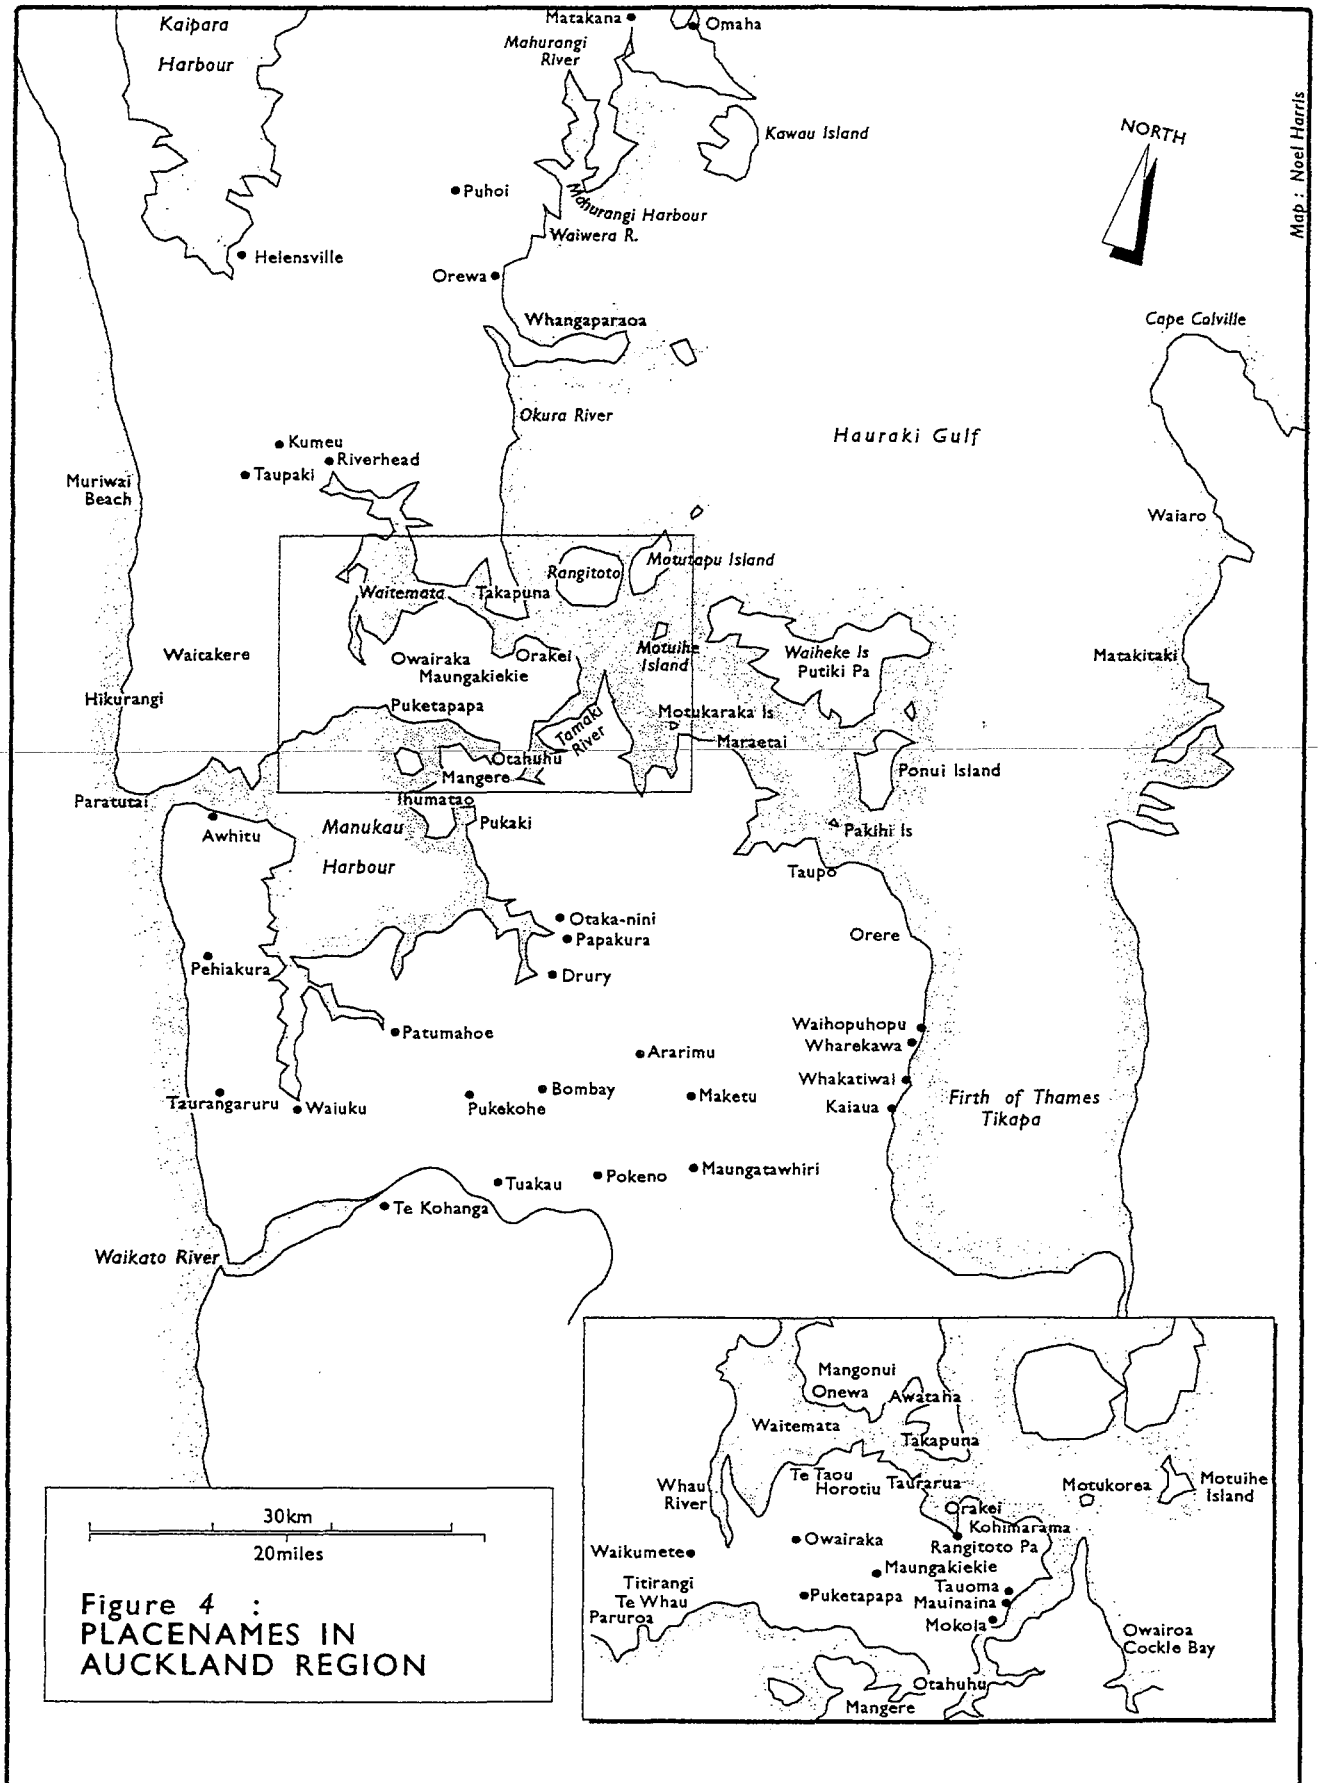 Kaipara
Harbour
Matakana
Omaha
Mahurangi
River
Kawau Island
NORTH
Map : Noel Harris
Puhoi
Mahurangi Harbour
Waiwera R.
Helensville
Orewa
Whangaparaoa
Cape Colville
Okura River
Hauraki Gulf
Kumeu
Riverhead
Taupaki
Muriwai
Beach
Waiaro
Rangitoto
Motutapu Island
Waitemata
Takapuna
Waitakere
Owairaka
Maungakiekie
Orakei
Motuihe
Island
Waiheke Is
Putiki Pa
Matakitaki
Hikurangi
Puketapapa
Tamaki
River
Motukaraka Is
Maraetai
Otahuhu
Mangere
Ponui Island
Paratutai
Ihumatao
Awhitu
Manukau
Harbour
Pukaki
Pakihi Is
Taupo
Otaka-nini
Papakura
Orere
Pehiakura
Drury
Patumahoe
Waihopuhopu
Wharekawa
Ararimu
Whakatiwai
Taurangaruru
Waiuku
Pukekohe
Bombay
Maketu
Kaiaua
Firth of Thames
Tikapa
Tuakau
Pokeno
Maungatawhiri
Te Kohanga
Waikato River
Mangonui
Onewa
Awataha
Waitemata
Takapuna
Whau
River
Te Taou
Horotiu
Taurarua
Motukorea
Motuihe
Island
Orakei
Kohimarama
Rangitoto Pa
Owairaka
Waikumete
Maungakiekie
Titirangi
Te Whau
Paruroa
Puketapapa
Tauoma
Mauinaina
Mokoia
Owairoa
Cockle Bay
Otahuhu
Mangere
30km
20miles
Figure 4 :
PLACENAMES IN
AUCKLAND REGION